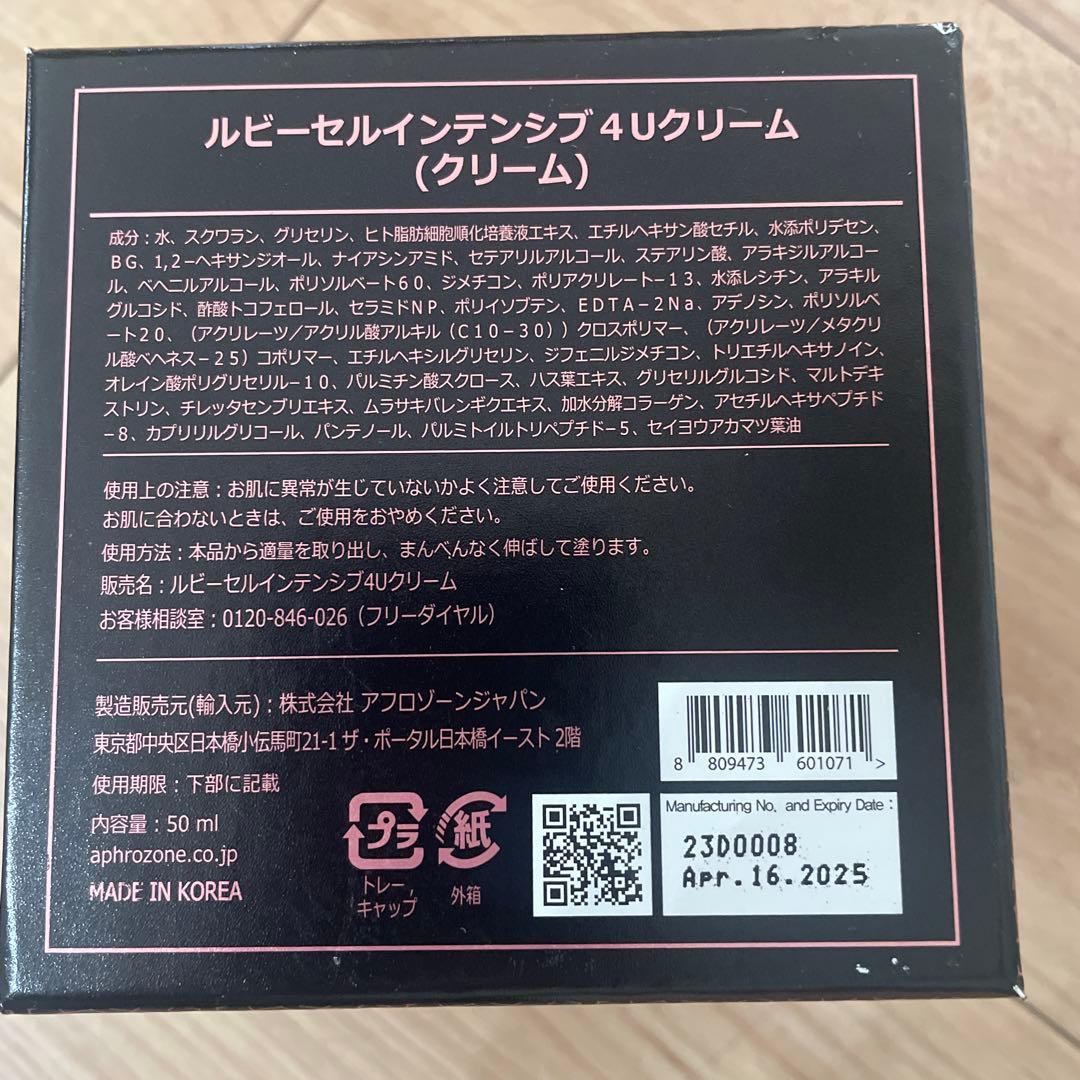 ルビーセルインテンシブ4Uクリーム
(クリーム)
成分：水、スクワラン、グリセリン、ヒト脂肪細胞順化培養液エキス、エチルヘキサン酸セチル、水添ポリデセン、
BG、1,2−ヘキサンジオール、ナイアシンアミド、セテアリルアルコール、ステアリン酸、アラキジルアルコー
ル、ベヘニルアルコール、ポリソルベート60、ジメチコン、ポリアクリレート−13、水添レシチン、アラキル
グルコシド、酢酸トコフェロール、セラミドNP、ポリイソブテン、EDTA−2Na、アデノシン、ポリソルベ
ート20、（アクリレーツ／アクリル酸アルキル（C10−30））クロスポリマー、（アクリレーツ／メタクリ
ル酸ベヘネス−25）コポリマー、エチルヘキシルグリセリン、ジフェニルジメチコン、トリエチルヘキサノイン、
オレイン酸ポリグリセリル−10、パルミチン酸スクロース、ハス葉エキス、グリセリルグルコシド、マルトデキ
ストリン、チレッタセンブリエキス、ムラサキバレンギクエキス、加水分解コラーゲン、アセチルヘキサペプチド
−8、カプリリルグリコール、パンテノール、パルミトイルトリペプチド−5、セイヨウアカマツ葉油
使用上の注意：お肌に異常が生じていないかよく注意してご使用ください。
お肌に合わないときは、ご使用をおやめください。
使用方法：本品から適量を取り出し、まんべんなく伸ばして塗ります。
販売名：ルビーセルインテンシブ4Uクリーム
お客様相談室：0120-846-026（フリーダイヤル）
製造販売元(輸入元)：株式会社 アフロゾーンジャパン
東京都中央区日本橋小伝馬町21-1 ザ・ポータル日本橋イースト 2階
使用期限：下部に記載
内容量：50 ml
aphrozone.co.jp
MADE IN KOREA
プラ
トレー,
キャップ
紙
外箱
8 809473 601071 >
Manufacturing No. and Expiry Date :
23D0008
Apr.16.2025